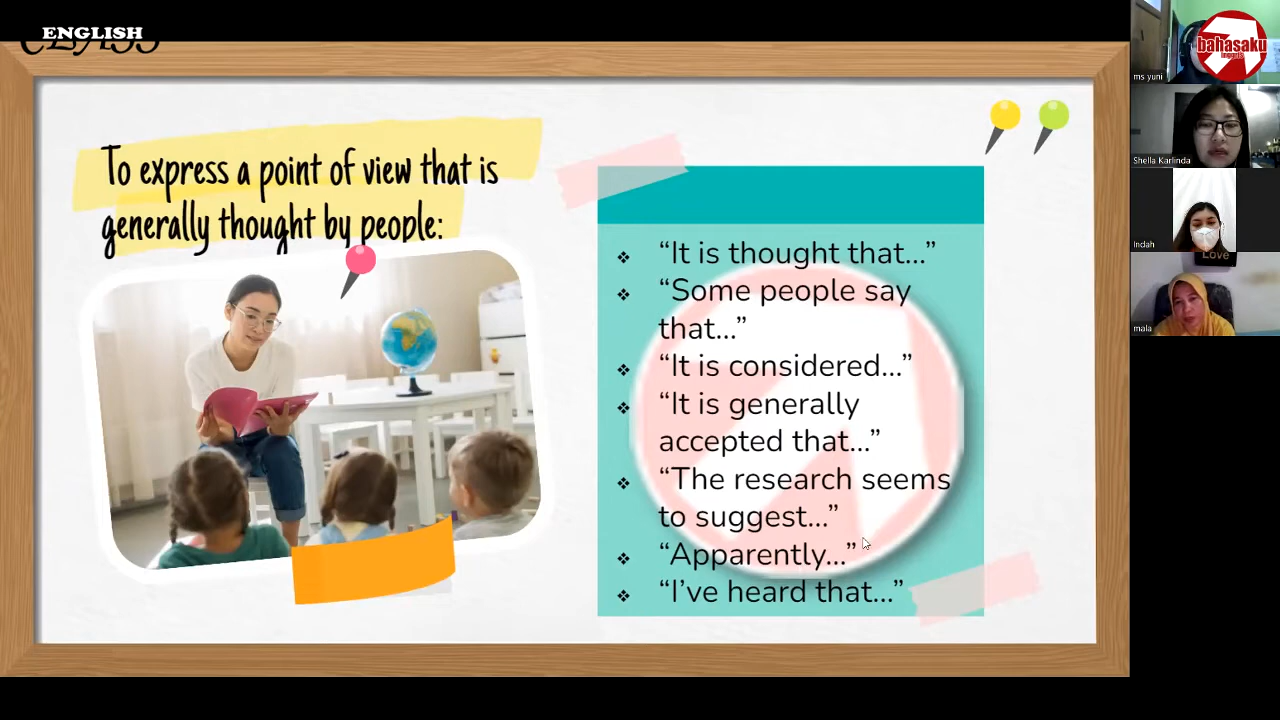 ENGLISH
CLASS
To express a point of view that is
generally thought by people:
❖ “It is thought that...”
❖ “Some people say
that...”
❖ “It is considered...”
❖ “It is generally
accepted that...”
❖ “The research seems
to suggest...”
❖ “Apparently...”
❖ “I’ve heard that...”
bahasaku
ms yuni
Shella Karlinda
Indah
Love
mala